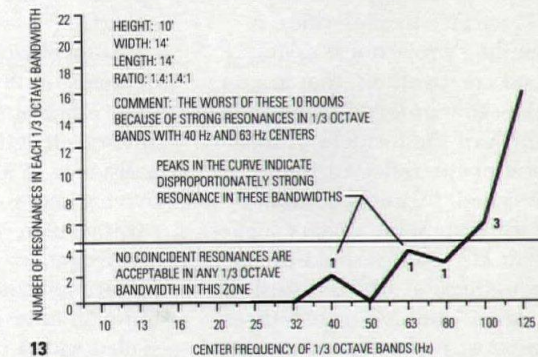 NUMBER OF RESONANCES IN EACH 1/3 OCTAVE BANDWIDTH
22
20
18
16
14
12
10
8
6
4
2
0
HEIGHT: 10'
WIDTH: 14'
LENGTH: 14'
RATIO: 1.4:1.4:1
COMMENT: THE WORST OF THESE 10 ROOMS
BECAUSE OF STRONG RESONANCES IN 1/3 OCTAVE
BANDS WITH 40 Hz AND 63 Hz CENTERS
PEAKS IN THE CURVE INDICATE
DISPROPORTIONATELY STRONG
RESONANCE IN THESE BANDWIDTHS
NO COINCIDENT RESONANCES ARE
ACCEPTABLE IN ANY 1/3 OCTAVE
BANDWIDTH IN THIS ZONE
1
1
1
3
10 13 16 20 25 32 40 50 63 80 100 125
13
CENTER FREQUENCY OF 1/3 OCTAVE BANDS (Hz)